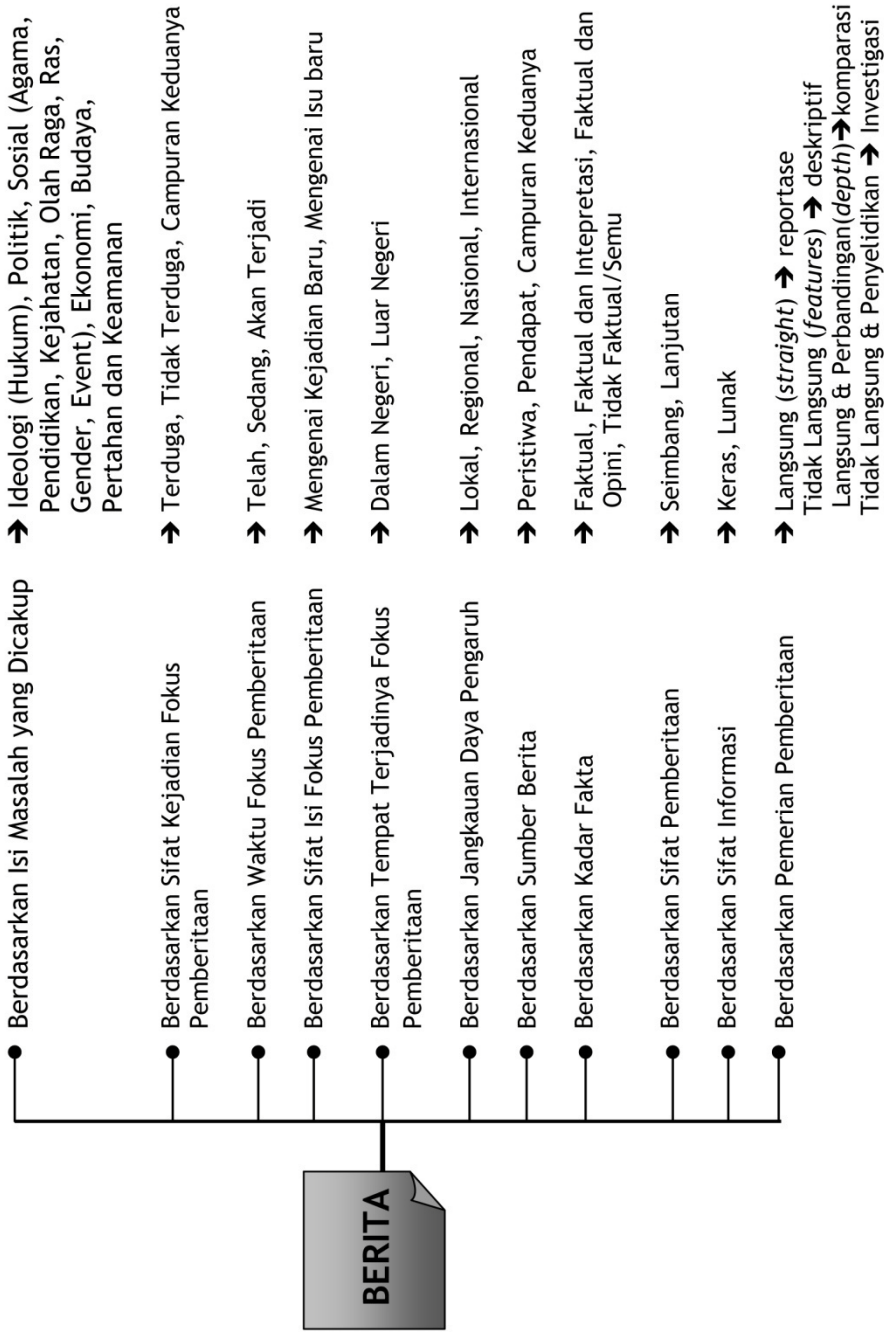 BERITA
Berdasarkan Isi Masalah yang Dicakup
➔ Ideologi (Hukum), Politik, Sosial (Agama,
Pendidikan, Kejahatan, Olah Raga, Ras,
Gender, Event), Ekonomi, Budaya,
Pertahan dan Keamanan
Berdasarkan Sifat Kejadian Fokus
Pemberitaan
➔ Terduga, Tidak Terduga, Campuran Keduanya
Berdasarkan Waktu Fokus Pemberitaan
➔ Telah, Sedang, Akan Terjadi
Berdasarkan Sifat Isi Fokus Pemberitaan
➔ Mengenai Kejadian Baru, Mengenai Isu baru
Berdasarkan Tempat Terjadinya Fokus
Pemberitaan
➔ Dalam Negeri, Luar Negeri
Berdasarkan Jangkauan Daya Pengaruh
➔ Lokal, Regional, Nasional, Internasional
Berdasarkan Sumber Berita
➔ Peristiwa, Pendapat, Campuran Keduanya
Berdasarkan Kadar Fakta
➔ Faktual, Faktual dan Intepretasi, Faktual dan
Opini, Tidak Faktual/Semu
Berdasarkan Sifat Pemberitaan
➔ Seimbang, Lanjutan
Berdasarkan Sifat Informasi
➔ Keras, Lunak
Berdasarkan Pemerian Pemberitaan
➔ Langsung (straight) ➔ reportase
Tidak Langsung (features) ➔ deskriptif
Langsung & Perbandingan(depth)➔komparasi
Tidak Langsung & Penyelidikan ➔ Investigasi